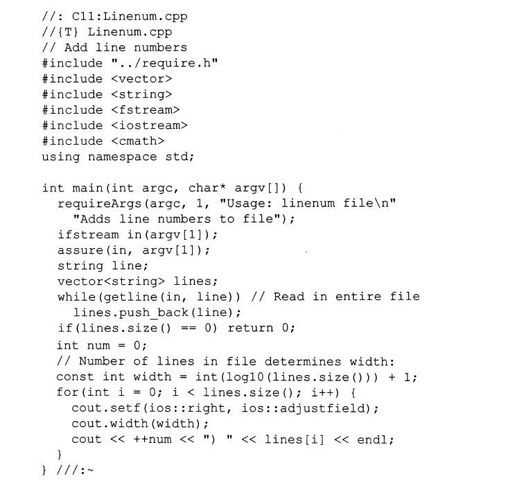 //: C11:Linenum.cpp
//{T} Linenum.cpp
// Add line numbers
#include "../require.h"
#include <vector>
#include <string>
#include <fstream>
#include <iostream>
#include <cmath>
using namespace std;

int main(int argc, char* argv[]) {
  requireArgs(argc, 1, "Usage: linenum file\n"
    "Adds line numbers to file");
  ifstream in(argv[1]);
  assure(in, argv[1]);
  string line;
  vector<string> lines;
  while(getline(in, line)) // Read in entire file
    lines.push_back(line);
  if(lines.size() == 0) return 0;
  int num = 0;
  // Number of lines in file determines width:
  const int width = int(log10(lines.size())) + 1;
  for(int i = 0; i < lines.size(); i++) {
    cout.setf(ios::right, ios::adjustfield);
    cout.width(width);
    cout << ++num << ") " << lines[i] << endl;
  }
} ///:~